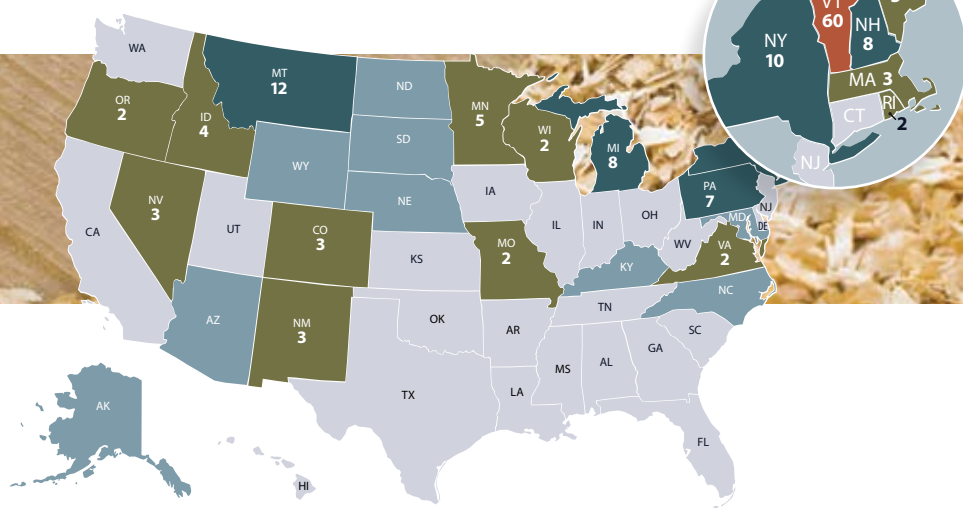 VT
60
NH
8
NY
10
MA 3
CT
RI
2
NJ
WA
MT
12
ND
OR
2
ID
4
MN
5
WI
2
MI
8
SD
WY
PA
7
NJ
NV
3
NE
IA
IL
IN
OH
MD
DE
CA
UT
CO
3
KS
MO
2
WV
VA
2
KY
NC
AZ
NM
3
OK
TN
AR
SC
MS
AL
GA
TX
LA
AK
FL
HI